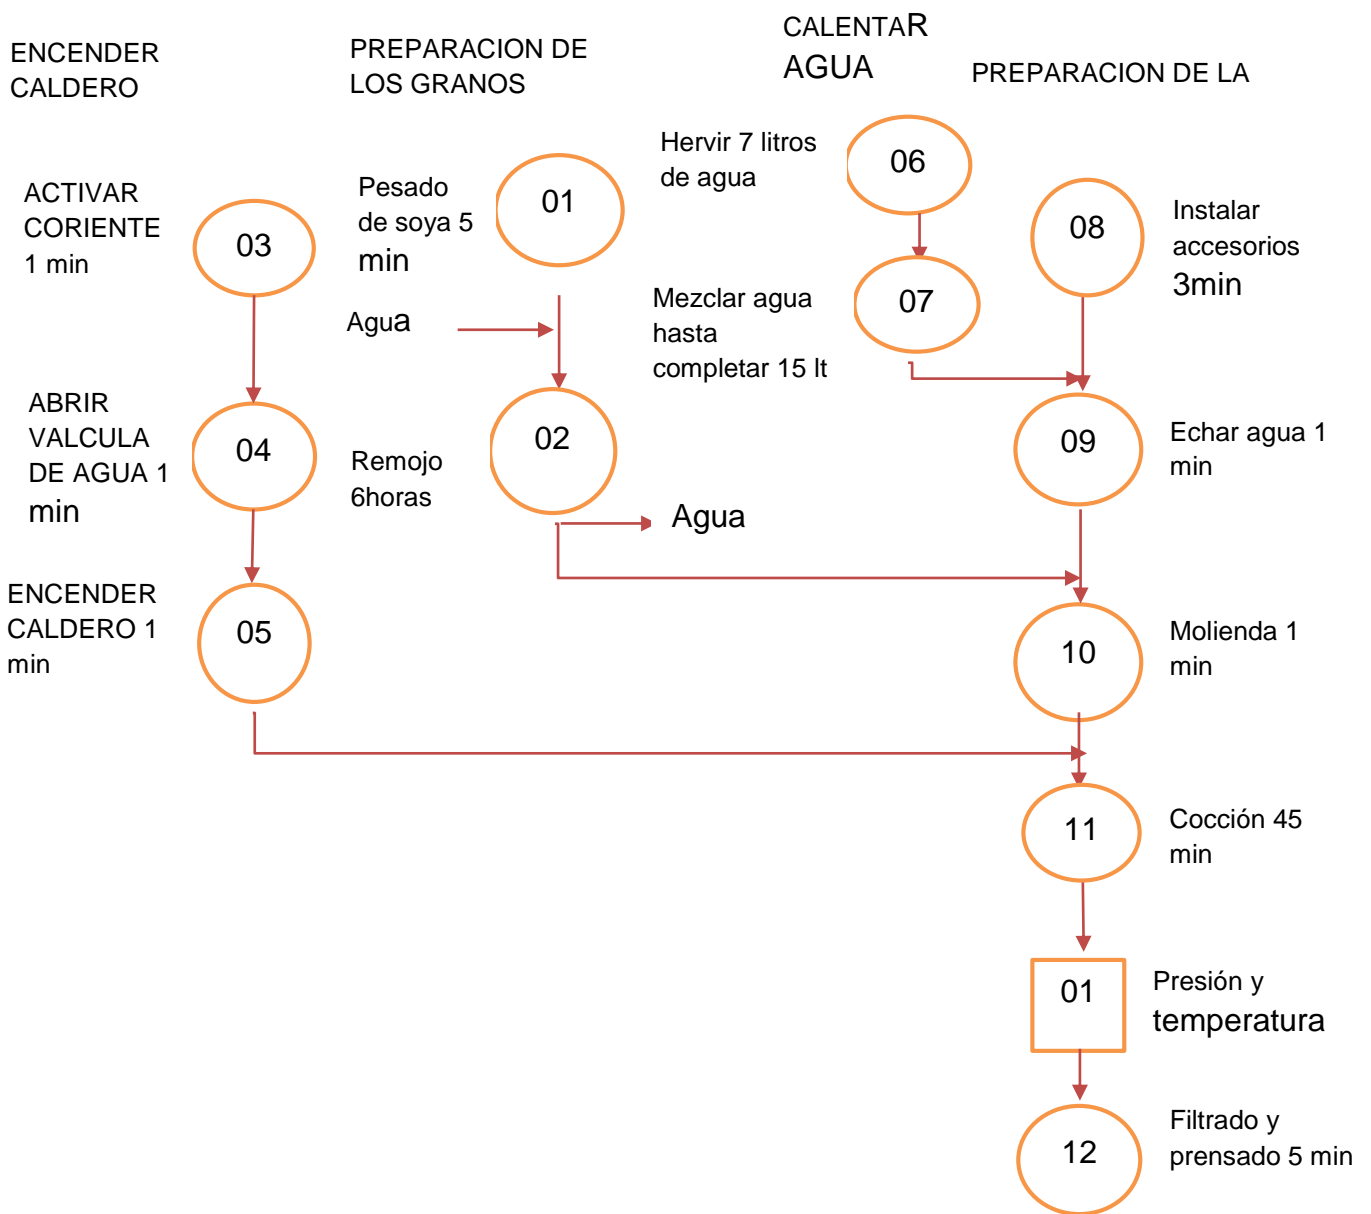 ENCENDER
CALDERO
PREPARACION DE
LOS GRANOS
CALENTAR
AGUA
PREPARACION DE LA
ACTIVAR
CORIENTE
1 min
03
ABRIR
VALCULA
DE AGUA 1
min
04
ENCENDER
CALDERO 1
min
05
Pesado
de soya 5
min
01
Agua
Remojo
6horas
02
Agua
Hervir 7 litros
de agua
06
Mezclar agua
hasta
completar 15 lt
07
08
Instalar
accesorios
3min
09
Echar agua 1
min
10
Molienda 1
min
11
Cocción 45
min
01
Presión y
temperatura
12
Filtrado y
prensado 5 min